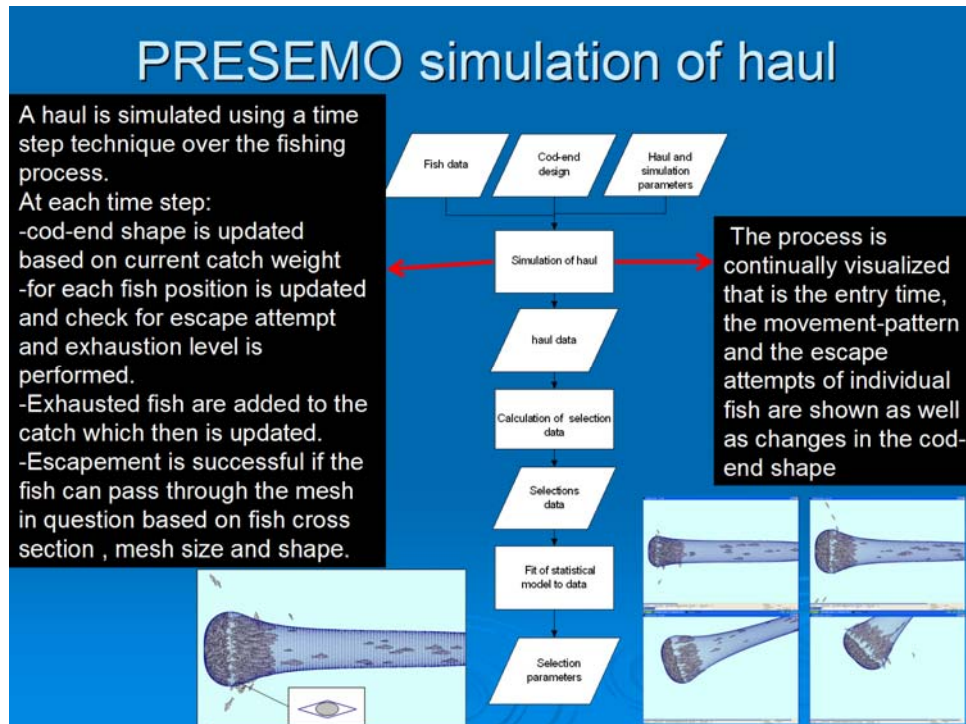 PRESEMO simulation of haul
A haul is simulated using a time
step technique over the fishing
process.
At each time step:
-cod-end shape is updated
based on current catch weight
-for each fish position is updated
and check for escape attempt
and exhaustion level is
performed.
-Exhausted fish are added to the
catch which then is updated.
-Escapement is successful if the
fish can pass through the mesh
in question based on fish cross
section , mesh size and shape.
Fish data
Cod-end
design
Haul and
simulation
parameters
Simulation of haul
haul data
Calculation of selection
data
Selections
data
Fit of statistical
model to data
Selection
parameters
The process is
continually visualized
that is the entry time,
the movement-pattern
and the escape
attempts of individual
fish are shown as well
as changes in the cod-
end shape